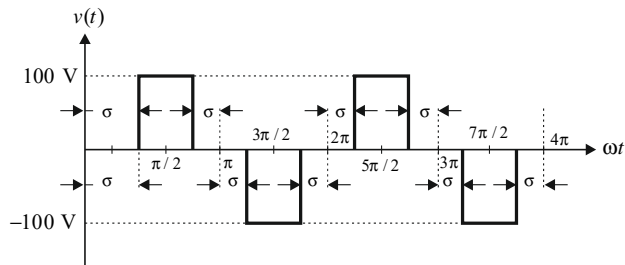 v(t)
100 V
σ σ σ σ
3π / 2 2π 7π / 2 4π
π / 2 π 5π / 2 3π ωt
σ σ σ σ σ
−100 V